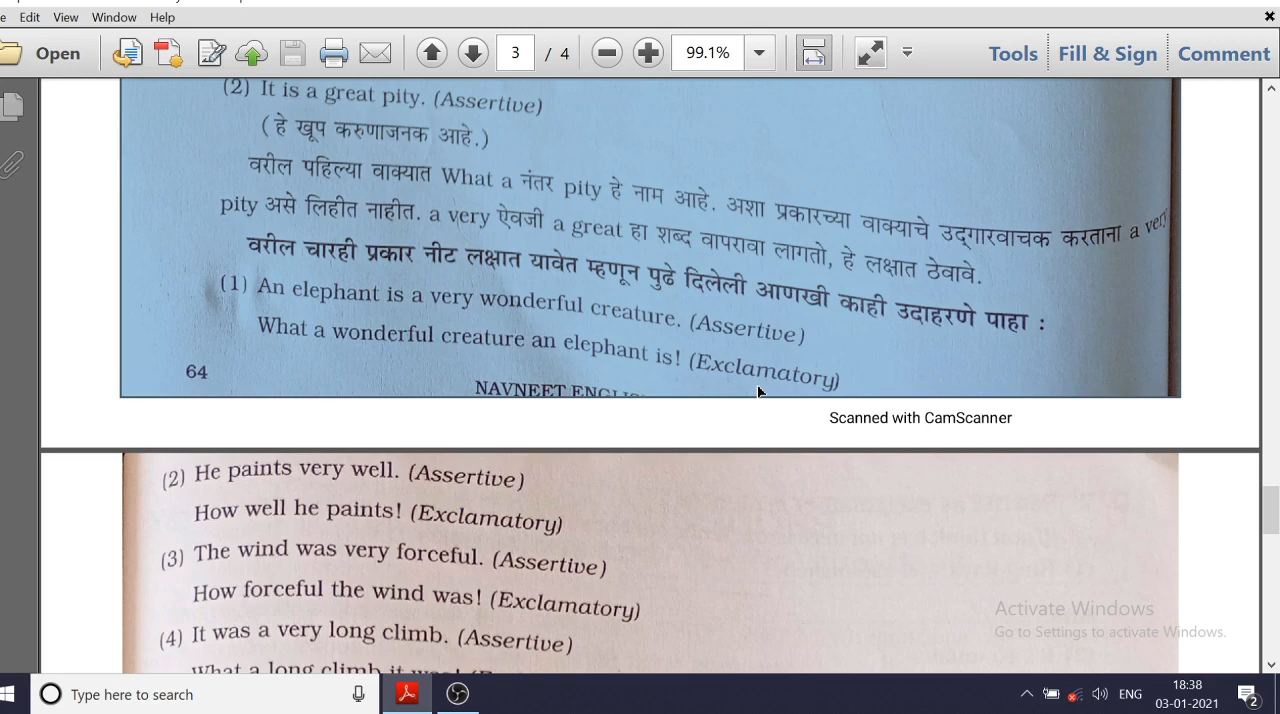 Edit View Window Help
Open 3 / 4 99.1% Tools Fill & Sign Comment
(2) It is a great pity. (Assertive)
(हे खूप करुणाजनक आहे.)
वरील पहिल्या वाक्यात What a नंतर pity हे नाम आहे. अशा प्रकारच्या वाक्याचे उद्‌गारवाचक करताना a very
pity असे लिहीत नाहीत. a very ऐवजी a great हा शब्द वापरावा लागतो, हे लक्षात ठेवावे.
वरील चारही प्रकार नीट लक्षात यावेत म्हणून पुढे दिलेली आणखी काही उदाहरणे पाहा :
(1) An elephant is a very wonderful creature. (Assertive)
What a wonderful creature an elephant is! (Exclamatory)
64
NAVNEET
Scanned with CamScanner
(2) He paints very well. (Assertive)
How well he paints! (Exclamatory)
(3) The wind was very forceful. (Assertive)
How forceful the wind was! (Exclamatory)
(4) It was a very long climb. (Assertive)
What a long climb it
Activate Windows
Go to Settings to activate Windows.
Type here to search
ENG
18:38
03-01-2021
2